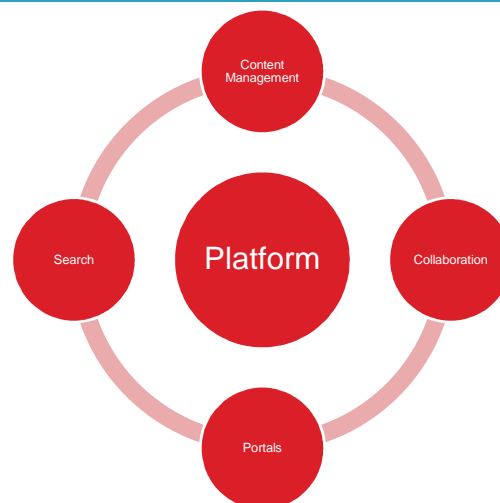 Content
Management
Search
Platform
Collaboration
Portals